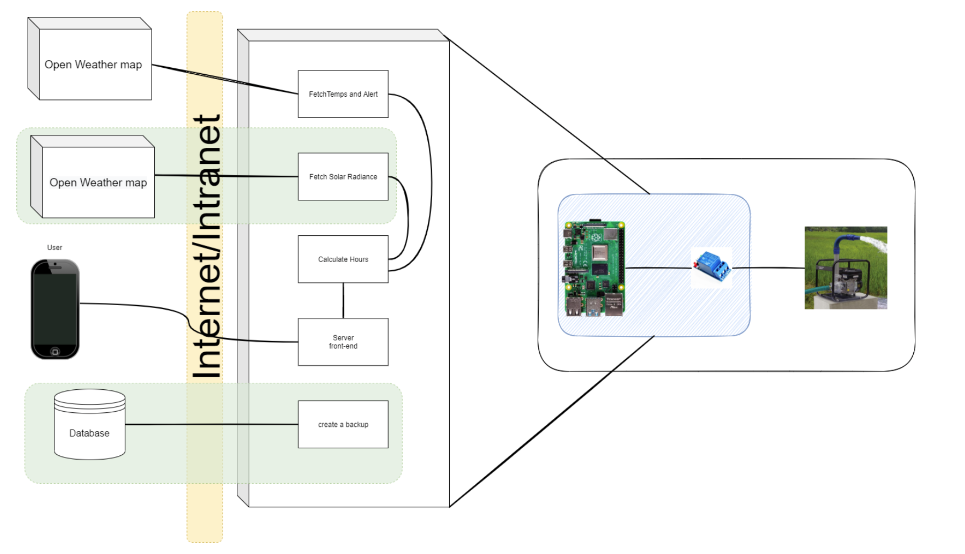 Open Weather map
FetchTemps and Alert
Open Weather map
Fetch Solar Radiance
Internet/Intranet
User
Calculate Hours
Server
front-end
Database
create a backup